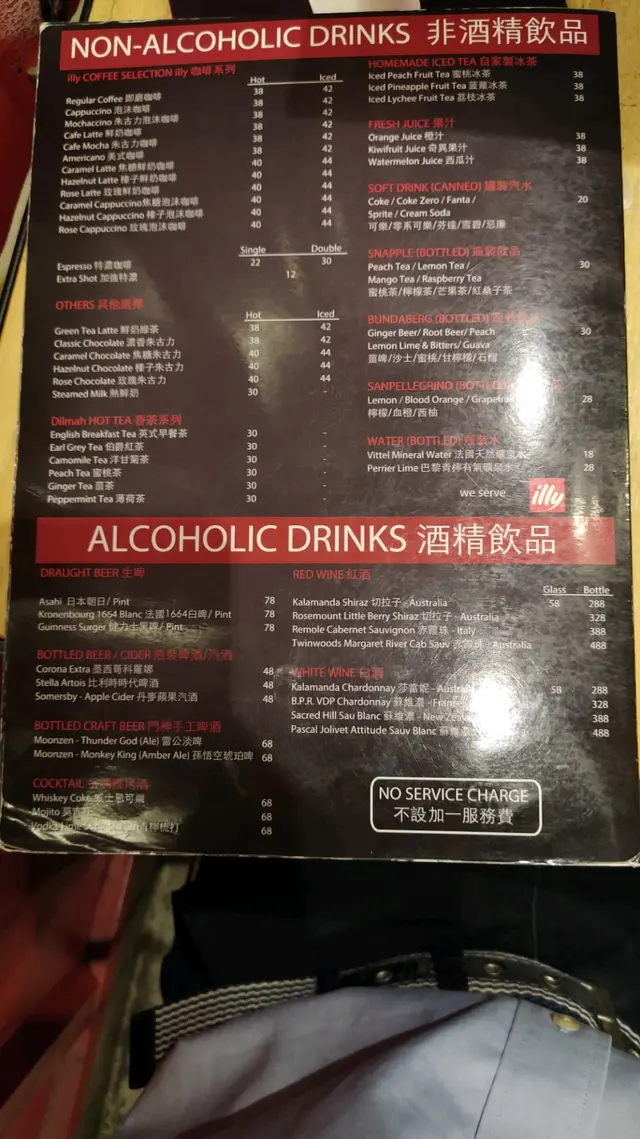 NON-ALCOHOLIC DRINKS 非酒精飲品
illy COFFEE SELECTION illy 咖啡系列
Hot Iced
Regular Coffee 即磨咖啡 38 42
Cappuccino 泡沫咖啡 38 42
Mochaccino 朱古力泡沫咖啡 38 42
Cafe Latte 鮮奶咖啡 38 42
Cafe Mocha 朱古力咖啡 38 42
Americano 美式咖啡 38 42
Caramel Latte 焦糖鮮奶咖啡 40 44
Hazelnut Latte 榛子鮮奶咖啡 40 44
Rose Latte 玫瑰鮮奶咖啡 40 44
Caramel Cappuccino 焦糖泡沫咖啡 40 44
Hazelnut Cappuccino 榛子泡沫咖啡 40 44
Rose Cappuccino 玫瑰泡沫咖啡 40 44
Single Double
Espresso 特濃咖啡 22 30
Extra Shot 加強特濃 12
OTHERS 其他選擇
Hot Iced
Green Tea Latte 鮮奶綠茶 38 42
Classic Chocolate 濃香朱古力 38 42
Caramel Chocolate 焦糖朱古力 40 44
Hazelnut Chocolate 榛子朱古力 40 44
Rose Chocolate 玫瑰朱古力 40 44
Steamed Milk 熱鮮奶 30 -
Dilmah HOT TEA 香茶系列
English Breakfast Tea 英式早餐茶 30 -
Earl Grey Tea 伯爵紅茶 30 -
Camomile Tea 洋甘菊茶 30 -
Peach Tea 蜜桃茶 30 -
Ginger Tea 薑茶 30 -
Peppermint Tea 薄荷茶 30 -
HOMEMADE ICED TEA 自家製冰茶
Iced Peach Fruit Tea 蜜桃冰茶 38
Iced Pineapple Fruit Tea 菠蘿冰茶 38
Iced Lychee Fruit Tea 荔枝冰茶 38
FRESH JUICE 果汁
Orange Juice 橙汁 38
Kiwifruit Juice 奇異果汁 38
Watermelon Juice 西瓜汁 38
SOFT DRINK (CANNED) 罐裝汽水
Coke / Coke Zero / Fanta / 20
Sprite / Cream Soda
可樂/零系可樂/芬達/雪碧/忌廉
SNAPPLE (BOTTLED) 瓶裝飲品
Peach Tea / Lemon Tea / 30
Mango Tea / Raspberry Tea
蜜桃茶/檸檬茶/芒果茶/紅桑子茶
BUNDABERG (BOTTLED)
Ginger Beer/ Root Beer/ Peach 30
Lemon Lime & Bitters/ Guava
薑啤/沙士/蜜桃/甘檸檬/石榴
SANPELLEGRINO (BOTTLED)
Lemon / Blood Orange / Grapefruit 28
檸檬/血橙/西柚
WATER (BOTTLED) 瓶裝水
Vittel Mineral Water 法國天然礦泉水 18
Perrier Lime 巴黎青檸有氣礦泉水 28
we serve illy
ALCOHOLIC DRINKS 酒精飲品
DRAUGHT BEER 生啤
Asahi 日本朝日/ Pint 78
Kronenbourg 1664 Blanc 法國1664白啤/ Pint 78
Guinness Surger 健力士黑啤/ Pint 78
BOTTLED BEER / CIDER 瓶裝啤酒/汽酒
Corona Extra 墨西哥科羅娜 48
Stella Artois 比利時時代啤酒 48
Somersby - Apple Cider 丹麥蘋果汽酒 48
BOTTLED CRAFT BEER 門神手工啤酒
Moonzen - Thunder God (Ale) 雷公淡啤 68
Moonzen - Monkey King (Amber Ale) 孫悟空琥珀啤 68
COCKTAIL
Whiskey Coke 威士忌可樂 68
Mojito 68
Vodka Lime 68
RED WINE 紅酒
Glass Bottle
Kalamanda Shiraz 切拉子 - Australia 58 288
Rosemount Little Berry Shiraz 切拉子 - Australia 328
Remole Cabernet Sauvignon 赤霞珠 - Italy 388
Twinwoods Margaret River Cab Sauv 赤霞珠 - Australia 488
WHITE WINE 白酒
Kalamanda Chardonnay 莎當妮 - Australia 58 288
B.P.R. VDP Chardonnay 蘇維濃 - France 328
Sacred Hill Sau Blanc 蘇維濃 - New Zealand 388
Pascal Jolivet Attitude Sauv Blanc 蘇維濃 488
NO SERVICE CHARGE
不設加一服務費